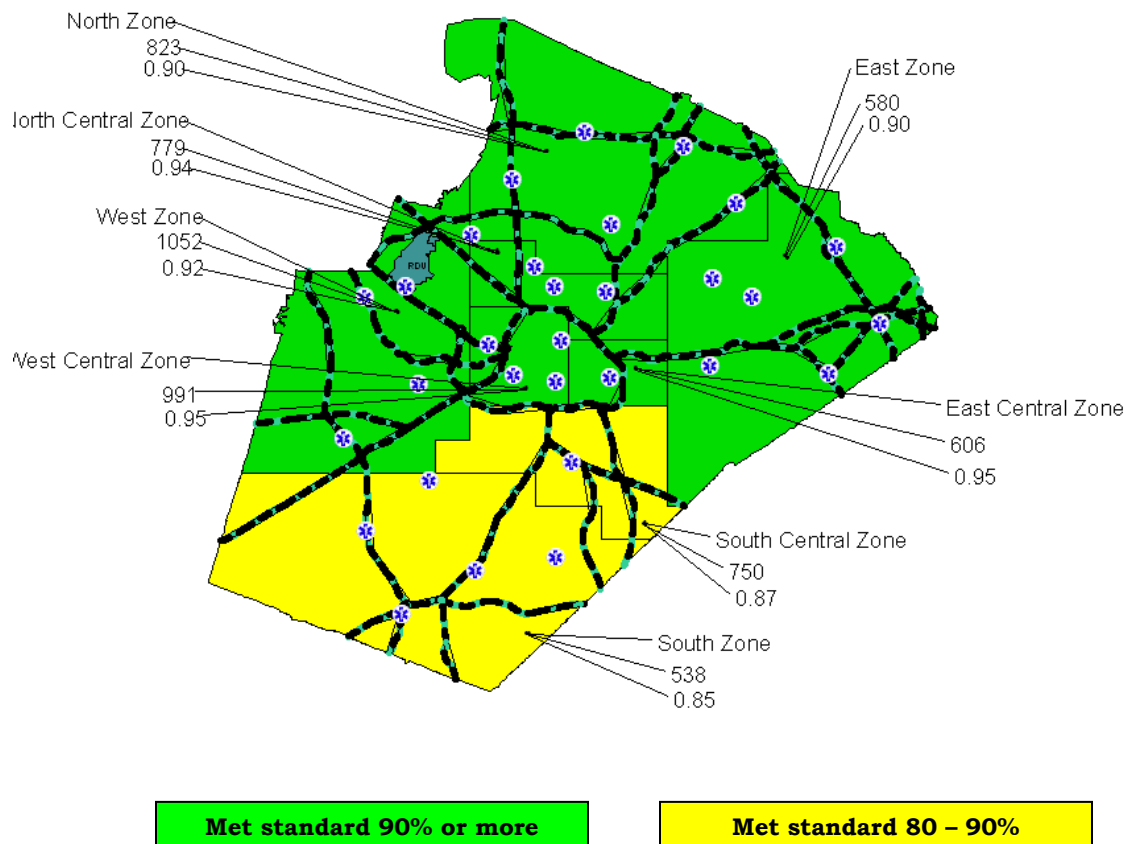 North Zone
823
0.90
North Central Zone
779
0.94
West Zone
1052
0.92
West Central Zone
991
0.95
RDU
East Zone
580
0.90
East Central Zone
606
0.95
South Central Zone
750
0.87
South Zone
538
0.85
Met standard 90% or more
Met standard 80 – 90%